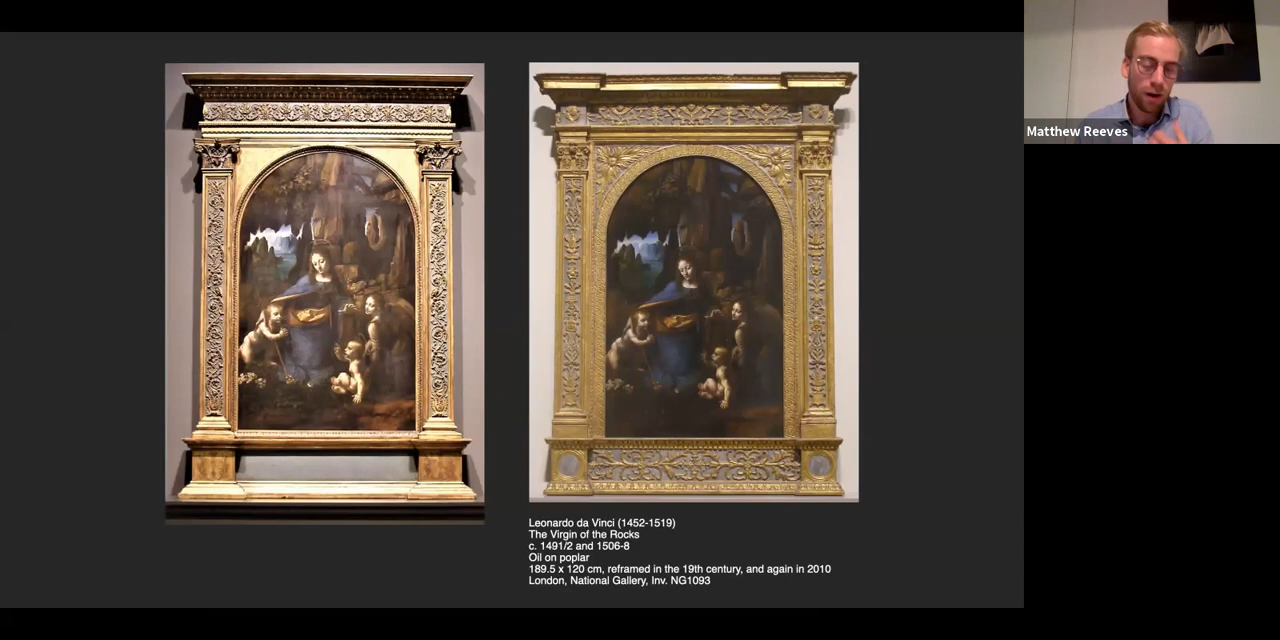 Matthew Reeves
Leonardo da Vinci (1452-1519)
The Virgin of the Rocks
c. 1491/2 and 1506-8
Oil on poplar
189.5 x 120 cm, reframed in the 19th century, and again in 2010
London, National Gallery, Inv. NG1093